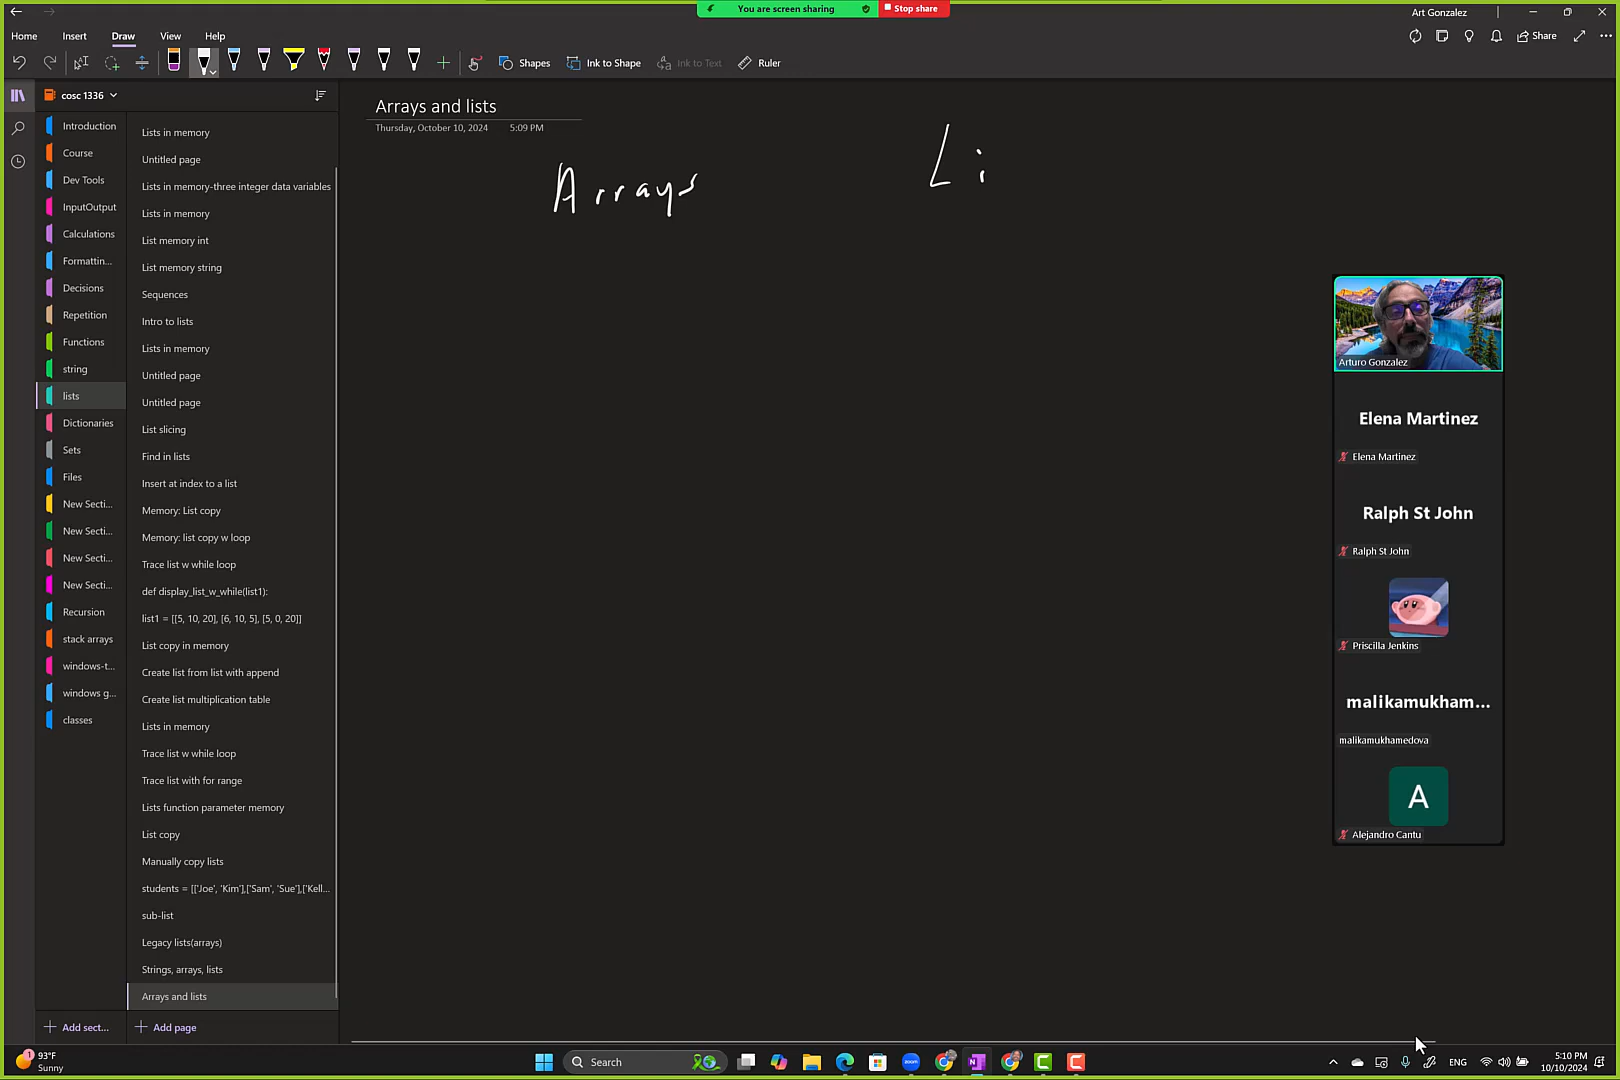 You are screen sharing
Stop share
Art Gonzalez
Home
Insert
Draw
View
Help
Share
Shapes
Ink to Shape
Ink to Text
Ruler
cosc 1336
Introduction
Course
Dev Tools
InputOutput
Calculations
Formattin...
Decisions
Repetition
Functions
string
lists
Dictionaries
Sets
Files
New Secti...
New Secti...
New Secti...
New Secti...
Recursion
stack arrays
windows-t...
windows g...
classes
Add sect...
Lists in memory
Untitled page
Lists in memory-three integer data variables
Lists in memory
List memory int
List memory string
Sequences
Intro to lists
Lists in memory
Untitled page
Untitled page
List slicing
Find in lists
Insert at index to a list
Memory: List copy
Memory: list copy w loop
Trace list w while loop
def display_list_w_while(list1):
list1 = [[5, 10, 20], [6, 10, 5], [5, 0, 20]]
List copy in memory
Create list from list with append
Create list multiplication table
Lists in memory
Trace list w while loop
Trace list with for range
Lists function parameter memory
List copy
Manually copy lists
students = [['Joe', 'Kim'],['Sam', 'Sue'],['Kell...
sub-list
Legacy lists(arrays)
Strings, arrays, lists
Arrays and lists
Add page
Arrays and lists
Thursday, October 10, 2024 5:09 PM
Arrays
Li
Arturo Gonzalez
Elena Martinez
Elena Martinez
Ralph St John
Ralph St John
Priscilla Jenkins
malikamukham...
malikamukhamedova
A
Alejandro Cantu
1
93°F
Sunny
Search
ENG
5:10 PM
10/10/2024